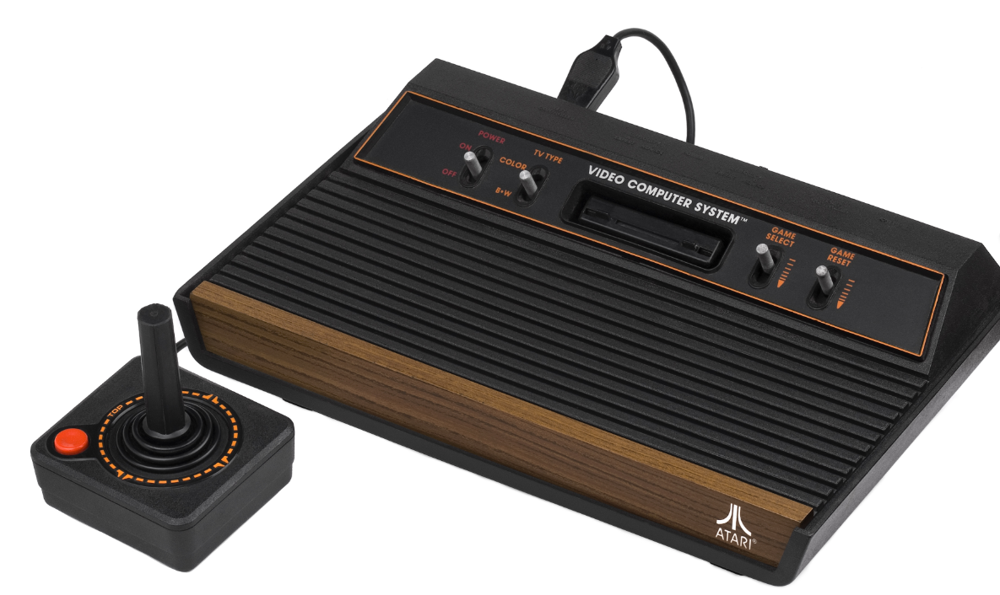 POWER
ON
OFF
TV TYPE
COLOR
B•W
VIDEO COMPUTER SYSTEM™
GAME
SELECT
GAME
RESET
TOP
ATARI®